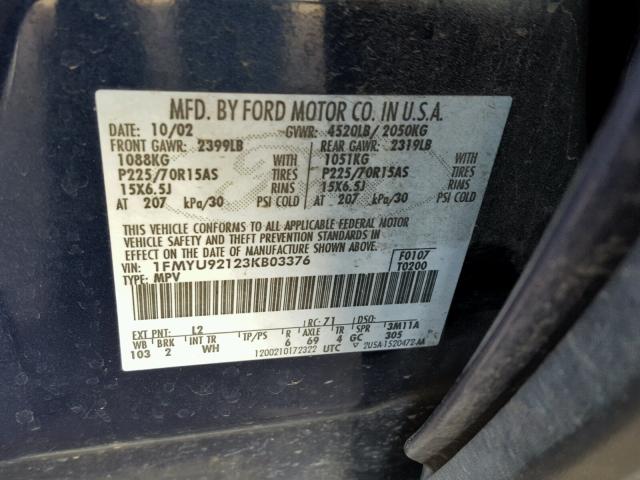 MFD. BY FORD MOTOR CO. IN U.S.A.
DATE: 10/02 GVWR: 4520LB/ 2050KG
FRONT GAWR: 2399LB REAR GAWR: 2319LB
1088KG WITH 1051KG WITH
P225/70R15AS TIRES P225/70R15AS TIRES
15X6.5J RIMS 15X6.5J RIMS
AT 207 kPa/30 PSI COLD AT 207 kPa/30 PSI COLD
THIS VEHICLE CONFORMS TO ALL APPLICABLE FEDERAL MOTOR
VEHICLE SAFETY AND THEFT PREVENTION STANDARDS IN EFFECT
ON THE DATE OF MANUFACTURE SHOWN ABOVE.
VIN: 1FMYU92123KB03376 F0107
TYPE: MPV T0200
EXT PNT: L2 RC: 71 DSO:
WB BRK INT TR TP/PS R AXLE TR SPR 3M11A
103 2 WH 6 69 4 GC 305
1200210172322 UTC 2USA-1520472-AA